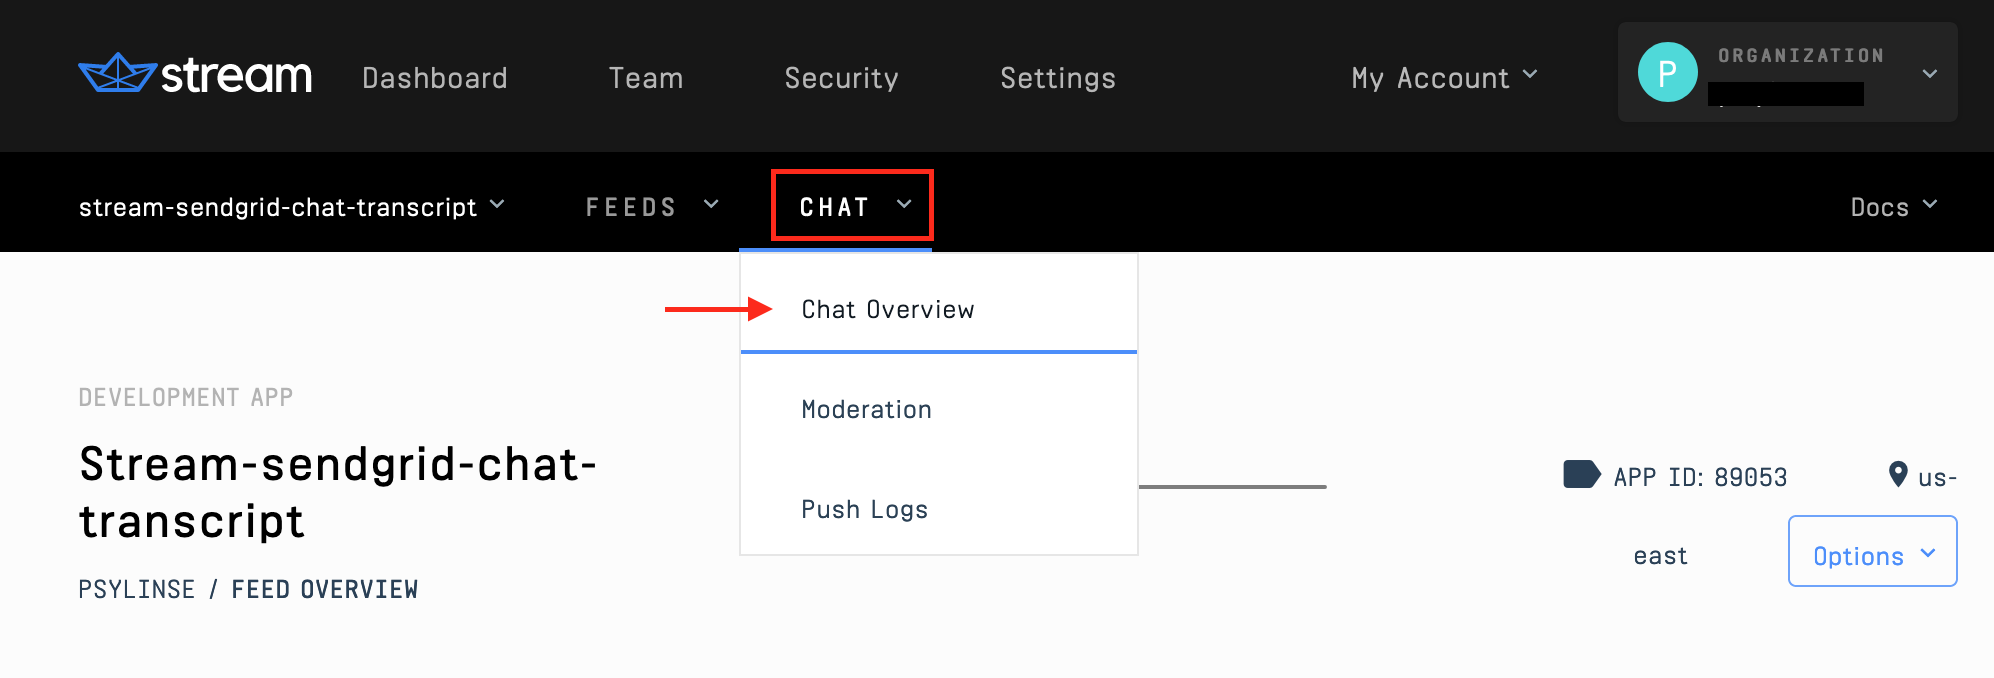 stream
Dashboard
Team
Security
Settings
My Account
P
ORGANIZATION
stream-sendgrid-chat-transcript
FEEDS
CHAT
Docs
Chat Overview
Moderation
Push Logs
DEVELOPMENT APP
Stream-sendgrid-chat-
transcript
PSYLINSE / FEED OVERVIEW
APP ID: 89053
us-
east
Options